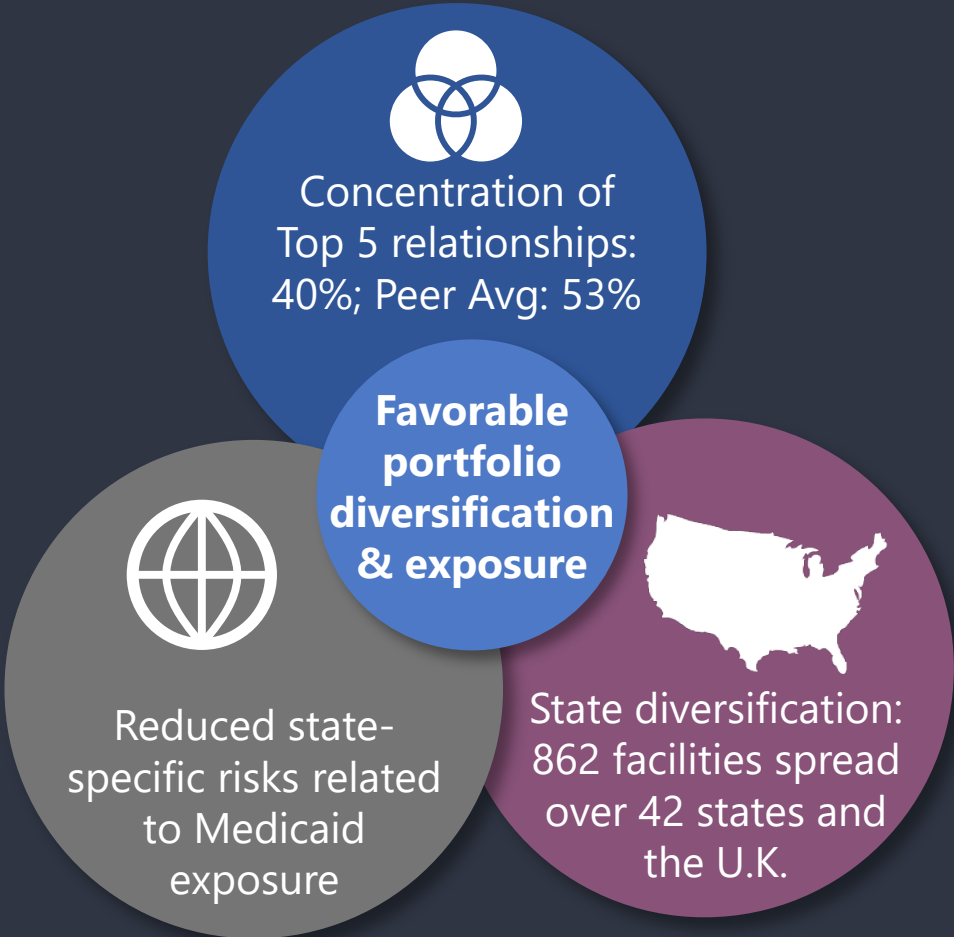 Concentration of
Top 5 relationships:
40%; Peer Avg: 53%
Favorable
portfolio
diversification
& exposure
Reduced state-
specific risks related
to Medicaid
exposure
State diversification:
862 facilities spread
over 42 states and
the U.K.